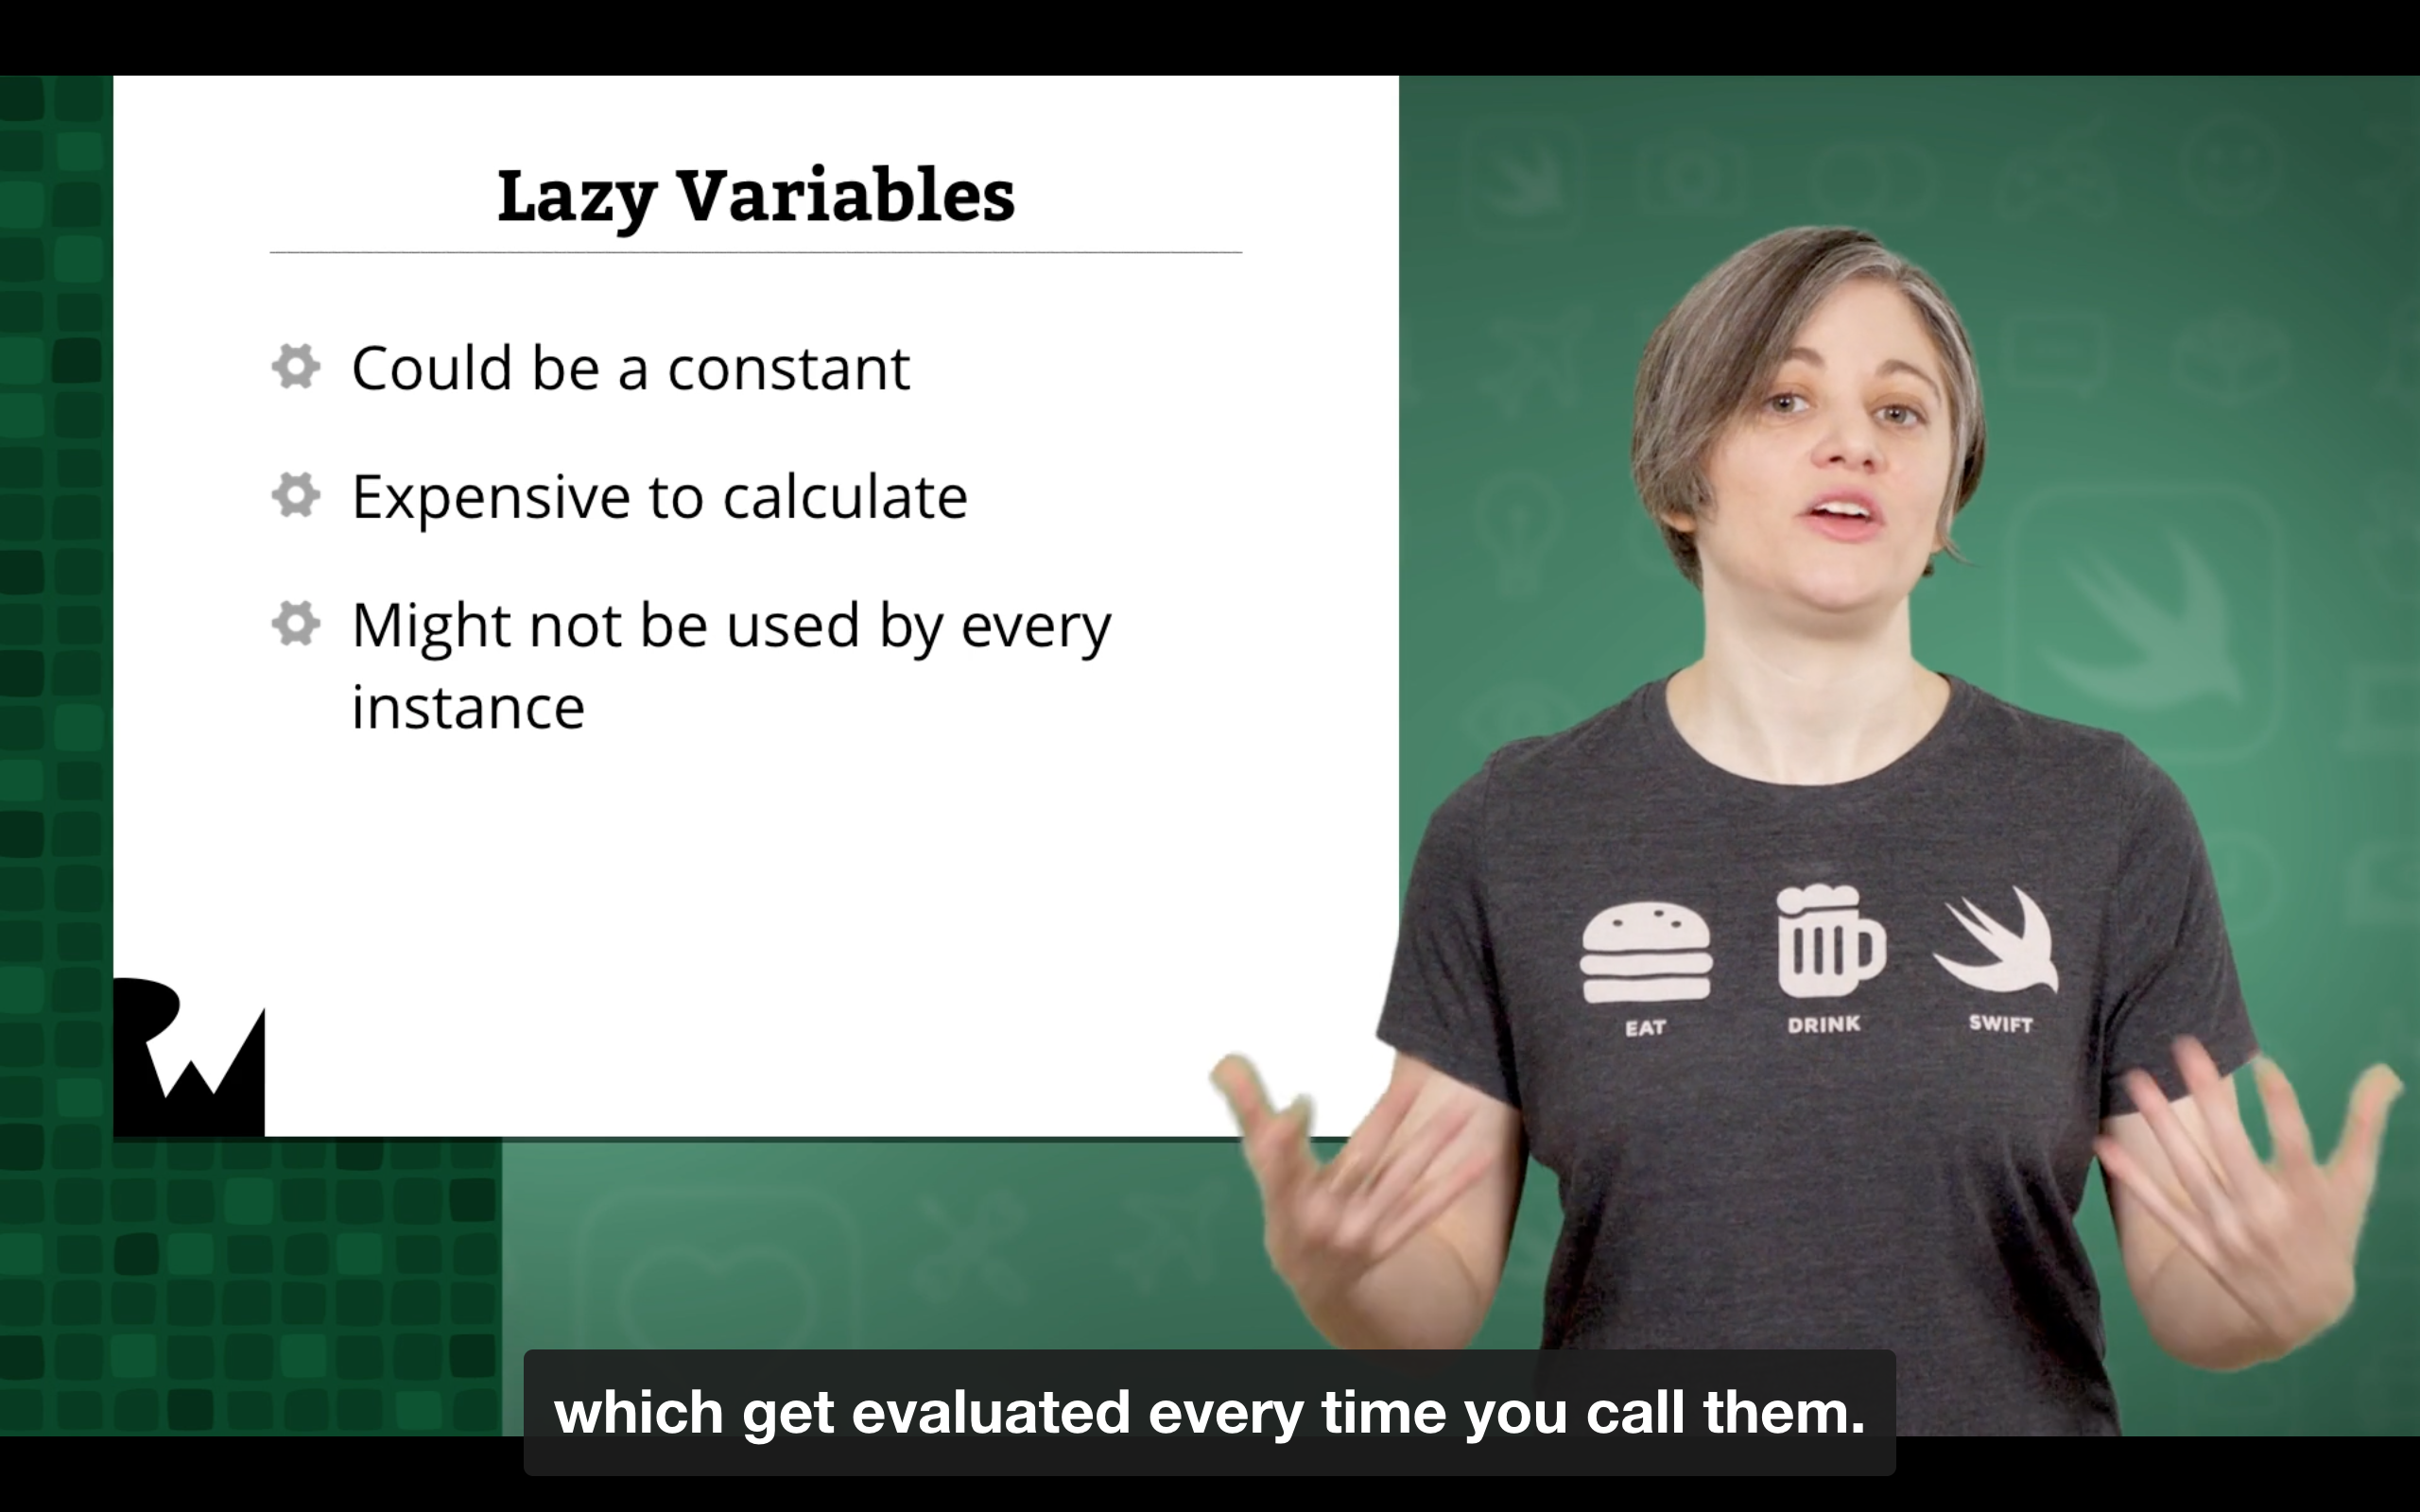 Lazy Variables
Could be a constant
Expensive to calculate
Might not be used by every
instance
RW
EAT DRINK SWIFT
which get evaluated every time you call them.